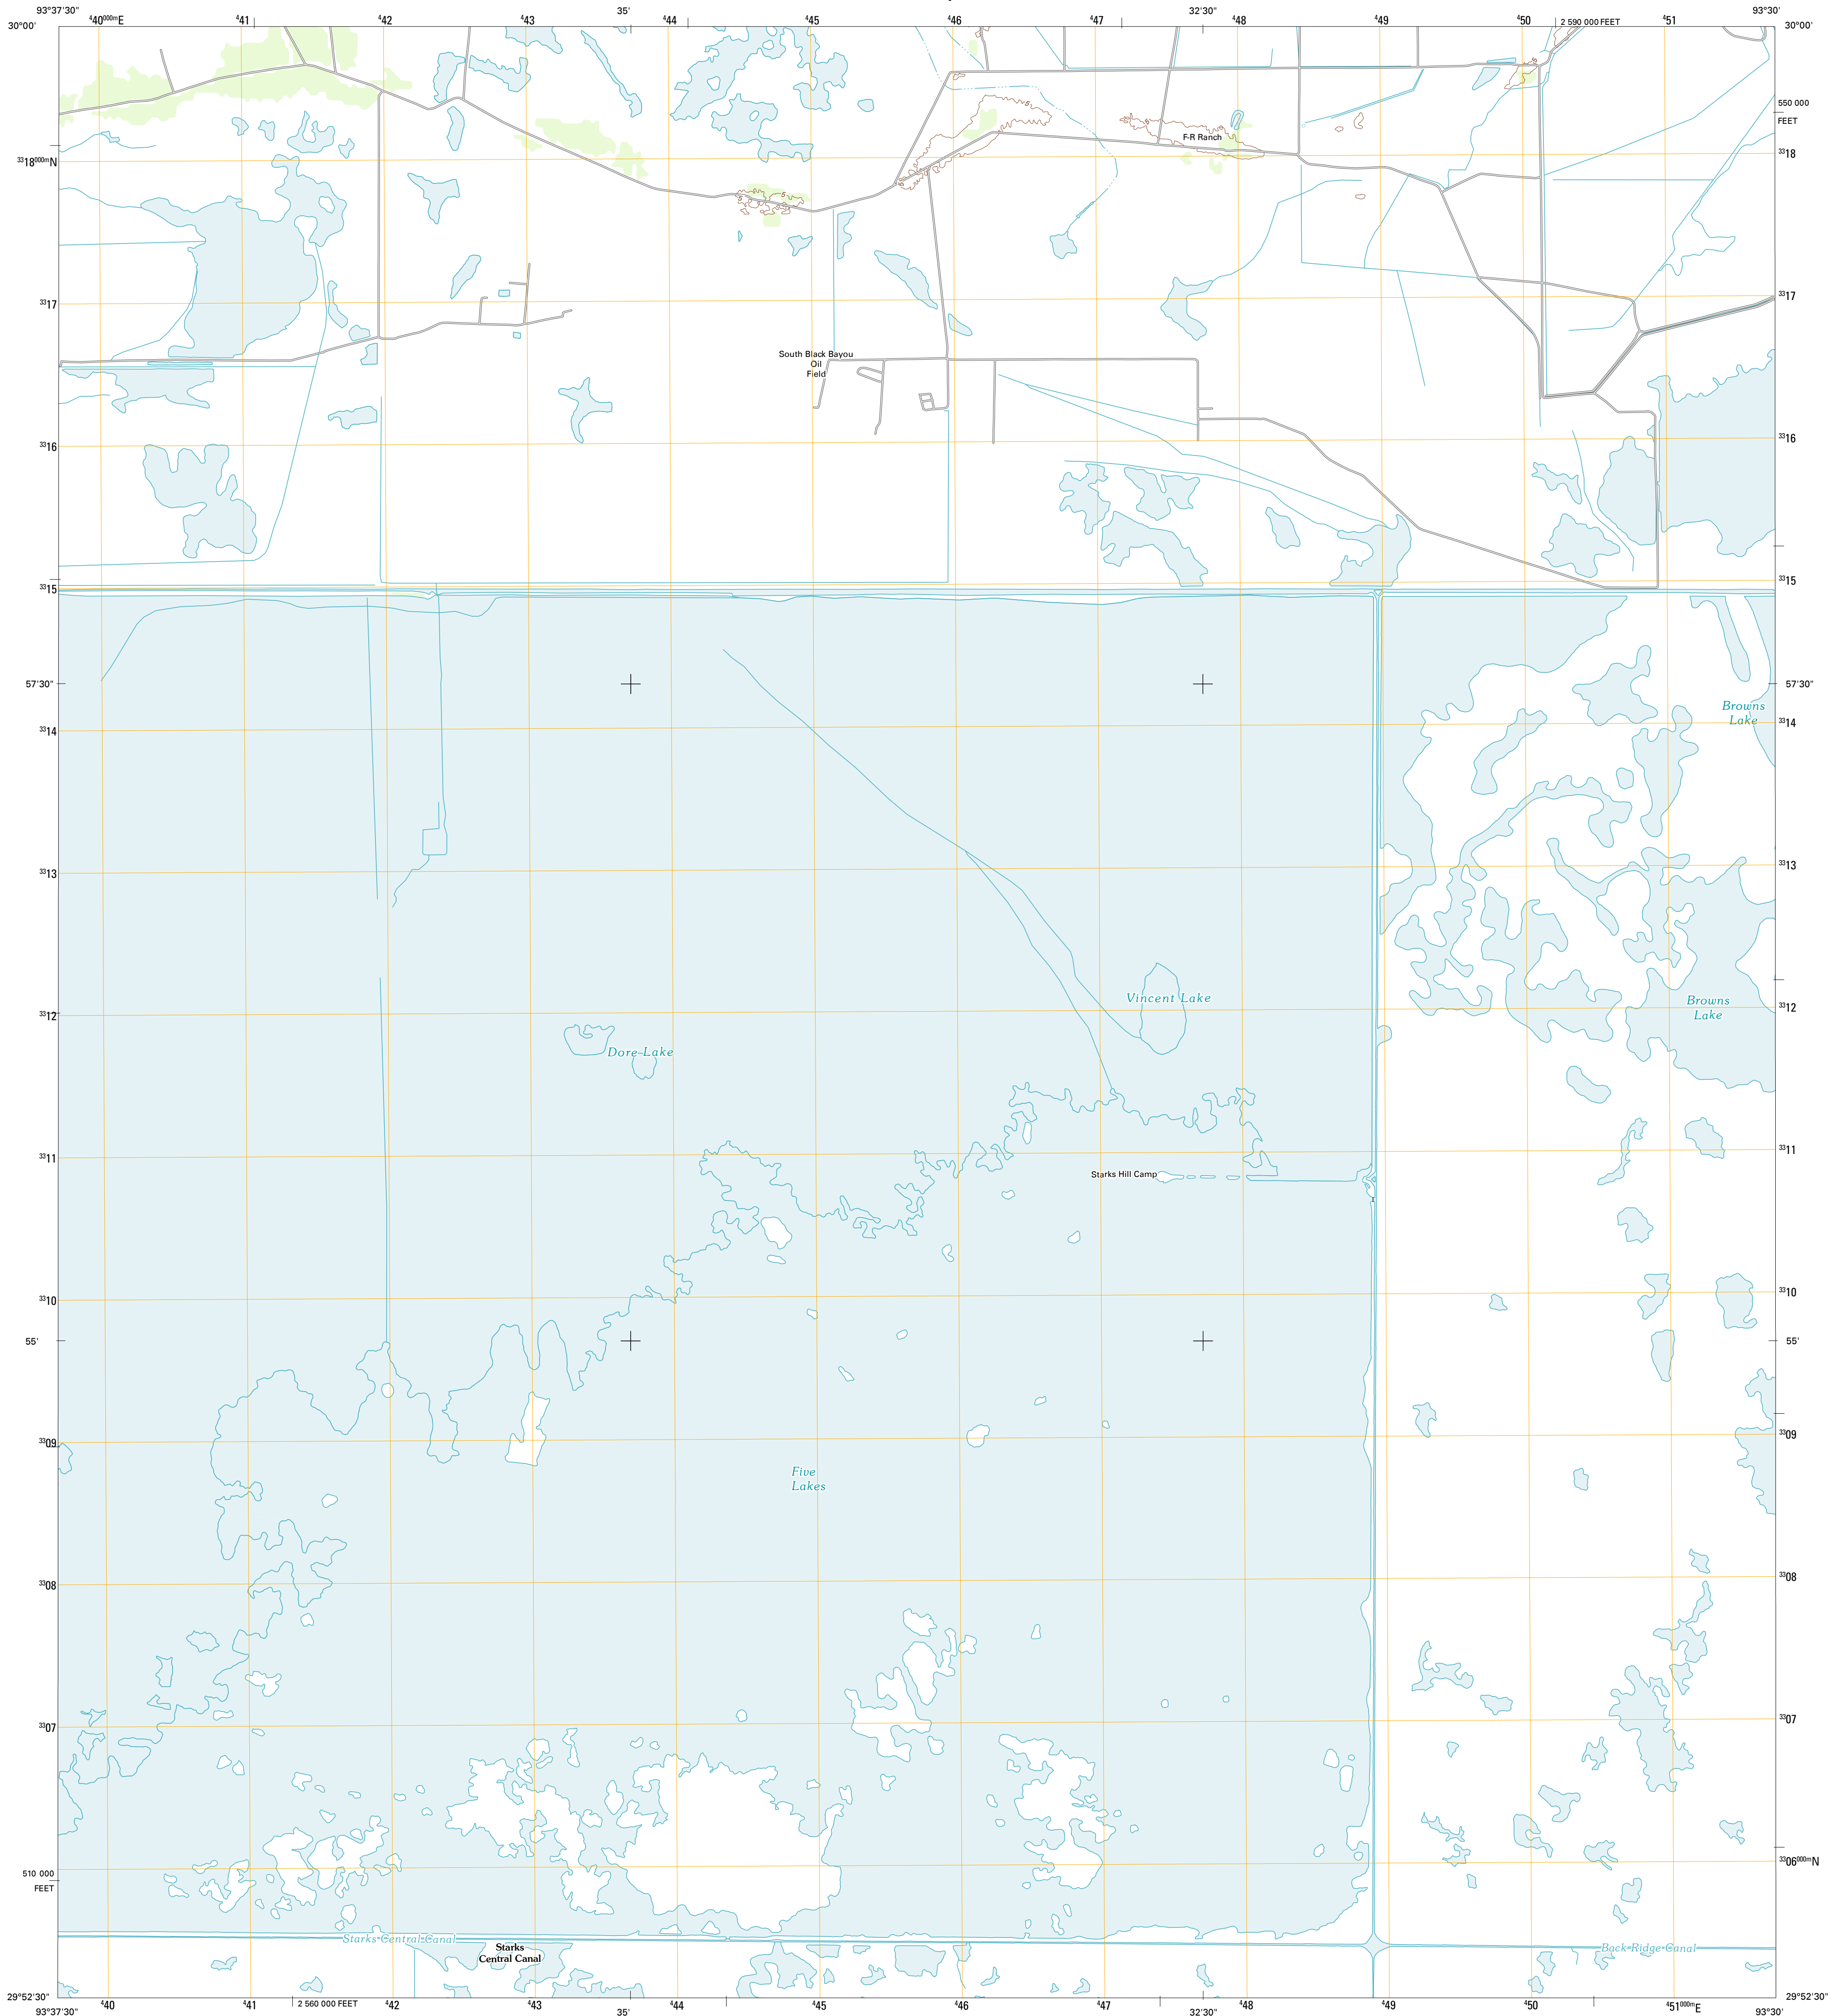 93°37'30"
⁴40⁰⁰⁰ᵐE
⁴41
⁴42
⁴43
35'
⁴44
⁴45
⁴46
⁴47
32'30"
⁴48
⁴49
⁴50
2 590 000 FEET
⁴51
93°30'
30°00'
30°00'
550 000
FEET
F-R Ranch
³³18⁰⁰⁰ᵐN
³³18
³³17
³³17
South Black Bayou
Oil
Field
³³16
³³16
³³15
³³15
57'30"
57'30"
Browns
Lake
³³14
³³14
³³13
³³13
Vincent Lake
Browns
Lake
³³12
³³12
Dore Lake
³³11
³³11
Starks Hill Camp
³³10
³³10
55'
55'
³³09
³³09
Five
Lakes
³³08
³³08
³³07
³³07
510 000
FEET
³³06⁰⁰⁰ᵐN
Starks Central Canal
Starks
Central Canal
Back Ridge Canal
29°52'30"
29°52'30"
93°37'30"
⁴40
⁴41
2 560 000 FEET
⁴42
⁴43
35'
⁴44
⁴45
⁴46
⁴47
32'30"
⁴48
⁴49
⁴50
⁴51⁰⁰⁰ᵐE
93°30'